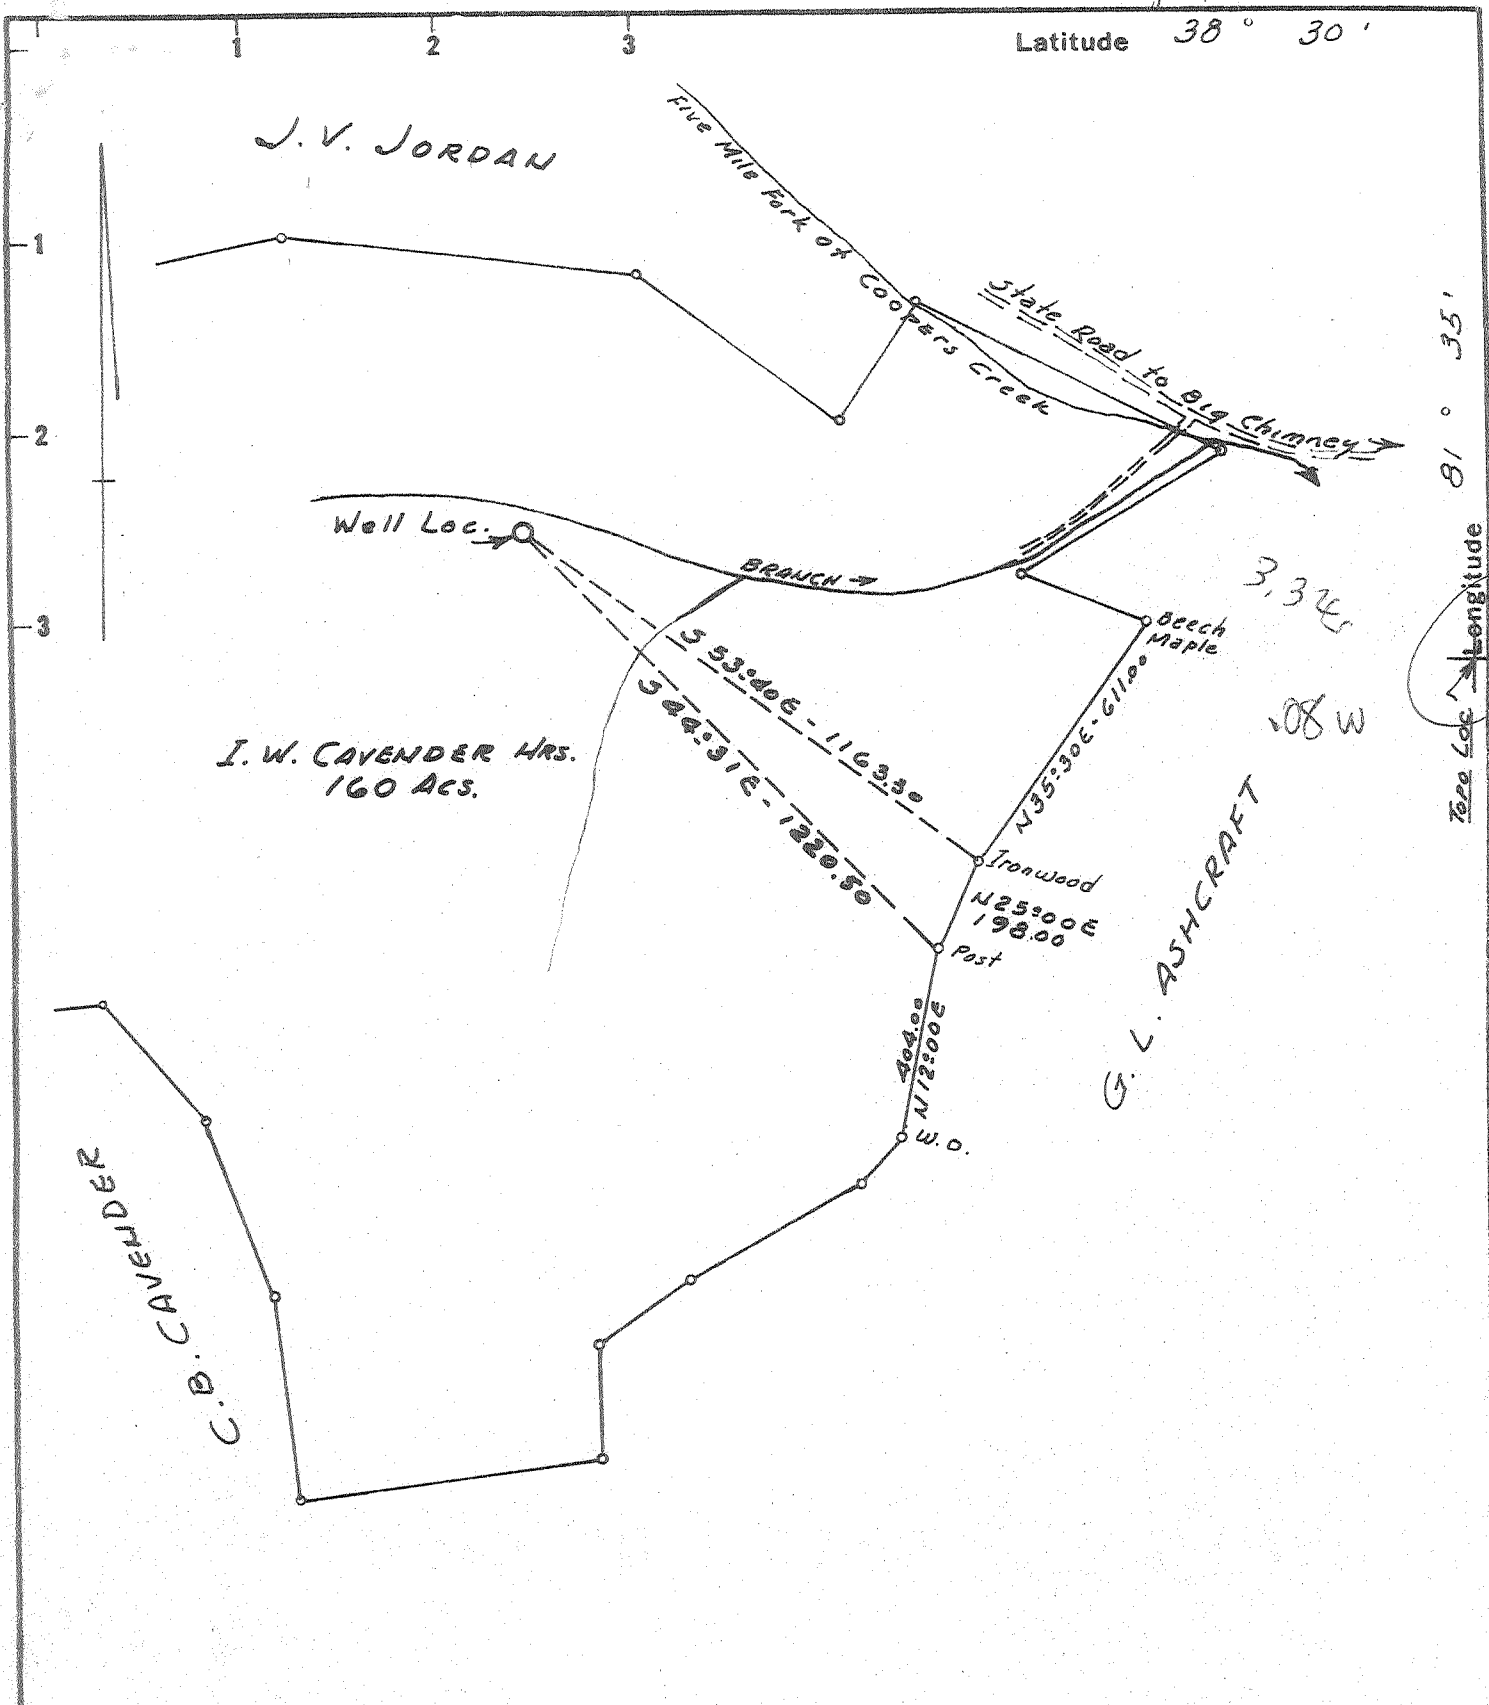 1
2
3
Latitude 38° 30'
J. V. JORDAN
Five Mile Fork of Coopers Creek
1
State Road to Big Chimney
81° 35'
Longitude
2
Well Loc.
BRANCH
3
Beech
Maple
.08 W
Topo Loc
S 53:40E - 1163.30
S 44:31E - 1220.50
N35:30E - 611.00
I. W. CAVENDER HRS.
160 ACS.
Ironwood
N25:00E
198.00
Post
G. L. ASHCRAFT
404.00
N12:00E
W.O.
C.B. CAVENDER